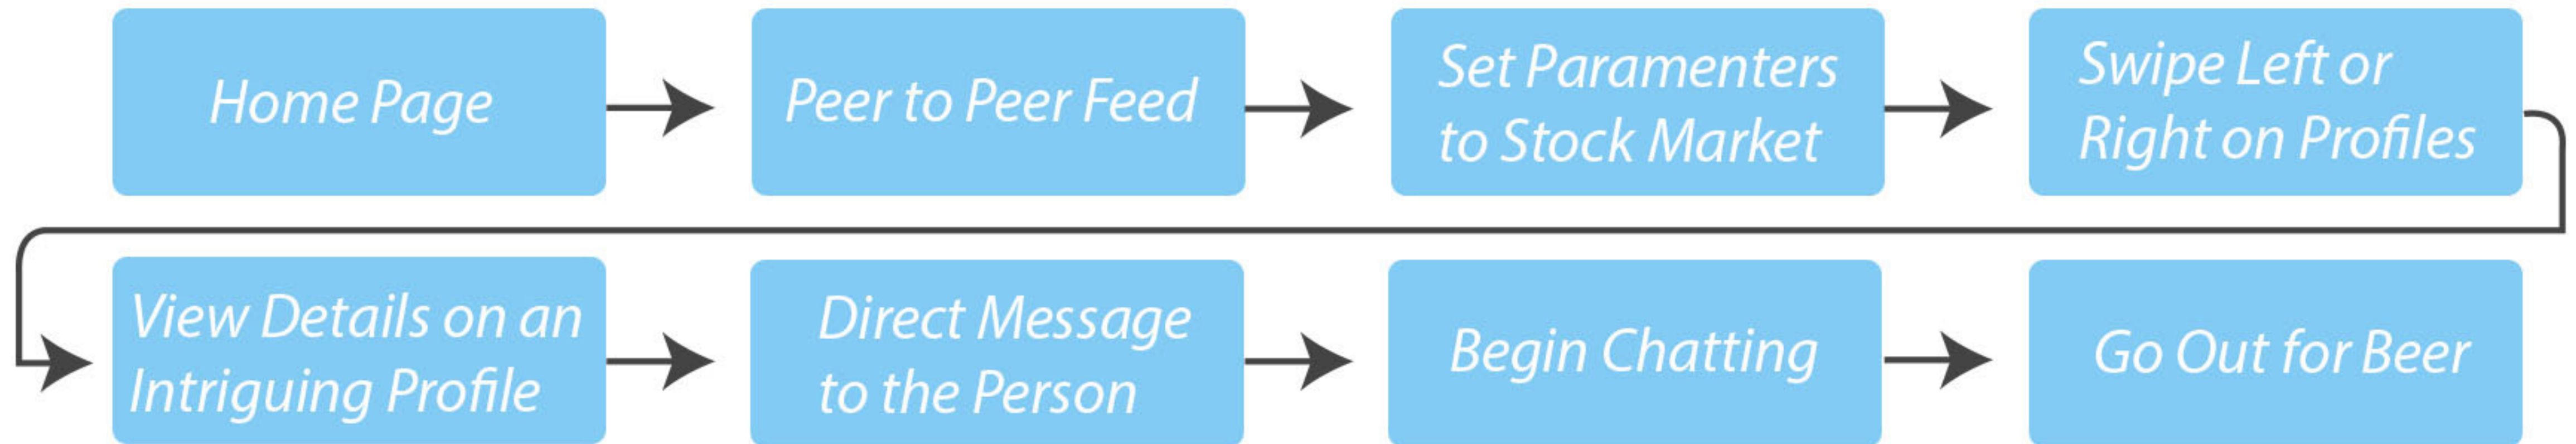 Home Page
Peer to Peer Feed
Set Paramenters
to Stock Market
Swipe Left or
Right on Profiles
View Details on an
Intriguing Profile
Direct Message
to the Person
Begin Chatting
Go Out for Beer